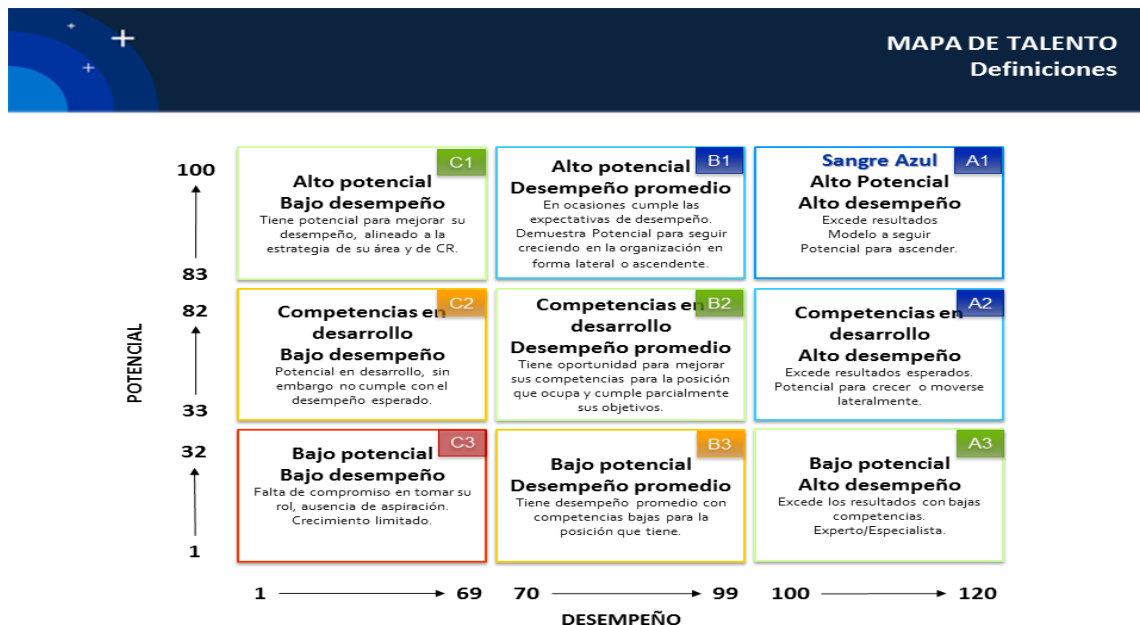 MAPA DE TALENTO
Definiciones
POTENCIAL
100
83
82
33
32
1
C1
Alto potencial
Bajo desempeño
Tiene potencial para mejorar su
desempeño, alineado a la
estrategia de su área y de CR.
B1
Alto potencial
Desempeño promedio
En ocasiones cumple las
expectativas de desempeño.
Demuestra Potencial para seguir
creciendo en la organización en
forma lateral o ascendente.
A1
Sangre Azul
Alto Potencial
Alto desempeño
Excede resultados
Modelo a seguir
Potencial para ascender.
C2
Competencias en
desarrollo
Bajo desempeño
Potencial en desarrollo, sin
embargo no cumple con el
desempeño esperado.
B2
Competencias en
desarrollo
Desempeño promedio
Tiene oportunidad para mejorar
sus competencias para la posición
que ocupa y cumple parcialmente
sus objetivos.
A2
Competencias en
desarrollo
Alto desempeño
Excede resultados esperados.
Potencial para crecer o moverse
lateralmente.
C3
Bajo potencial
Bajo desempeño
Falta de compromiso en tomar su
rol, ausencia de aspiración.
Crecimiento limitado.
B3
Bajo potencial
Desempeño promedio
Tiene desempeño promedio con
competencias bajas para la
posición que tiene.
A3
Bajo potencial
Alto desempeño
Excede los resultados con bajas
competencias.
Experto/Especialista.
1 69 70 99 100 120
DESEMPEÑO